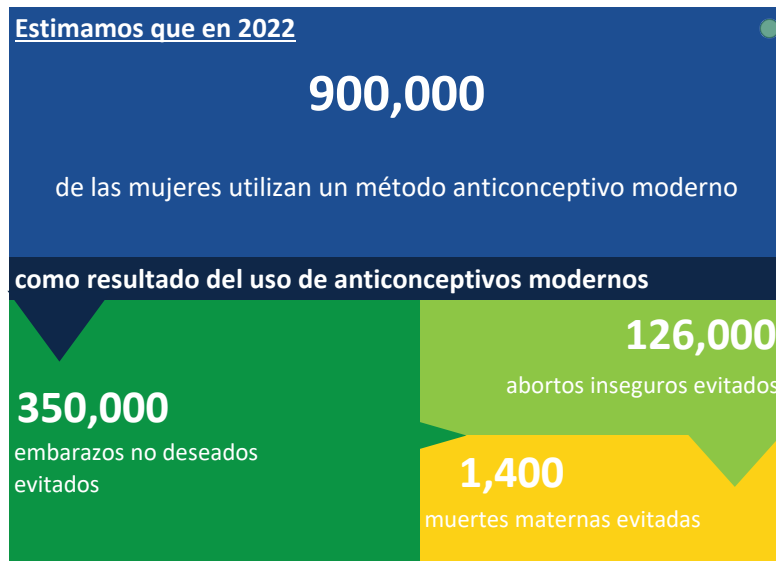 Estimamos que en 2022
900,000
de las mujeres utilizan un método anticonceptivo moderno
como resultado del uso de anticonceptivos modernos
350,000
embarazos no deseados
evitados
126,000
abortos inseguros evitados
1,400
muertes maternas evitadas